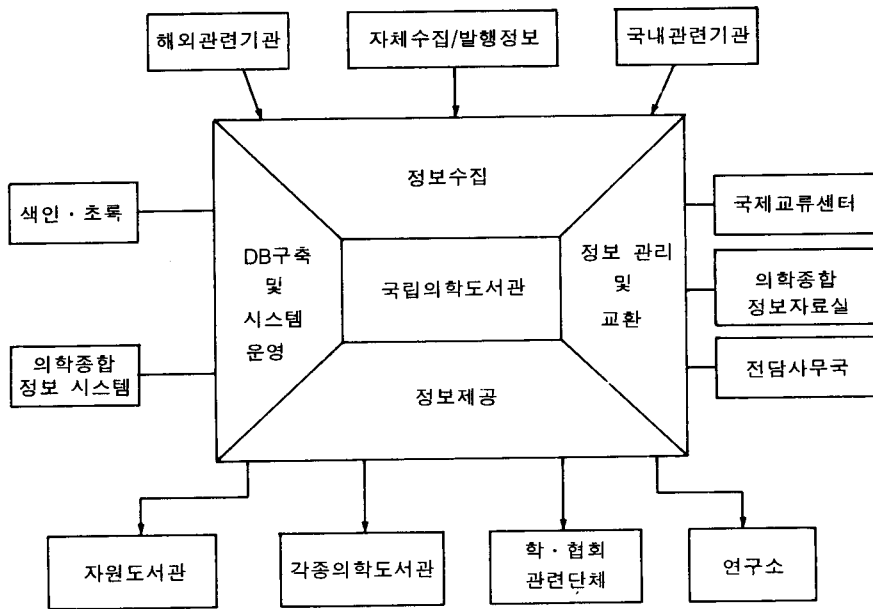 해외관련기관
자체수집/발행정보
국내관련기관
정보수집
색인·초록
국제교류센터
DB구축
및
시스템
운영
국립의학도서관
정보 관리
및
교환
의학종합
정보자료실
의학종합
정보 시스템
정보제공
전담사무국
자원도서관
각종의학도서관
학·협회
관련단체
연구소